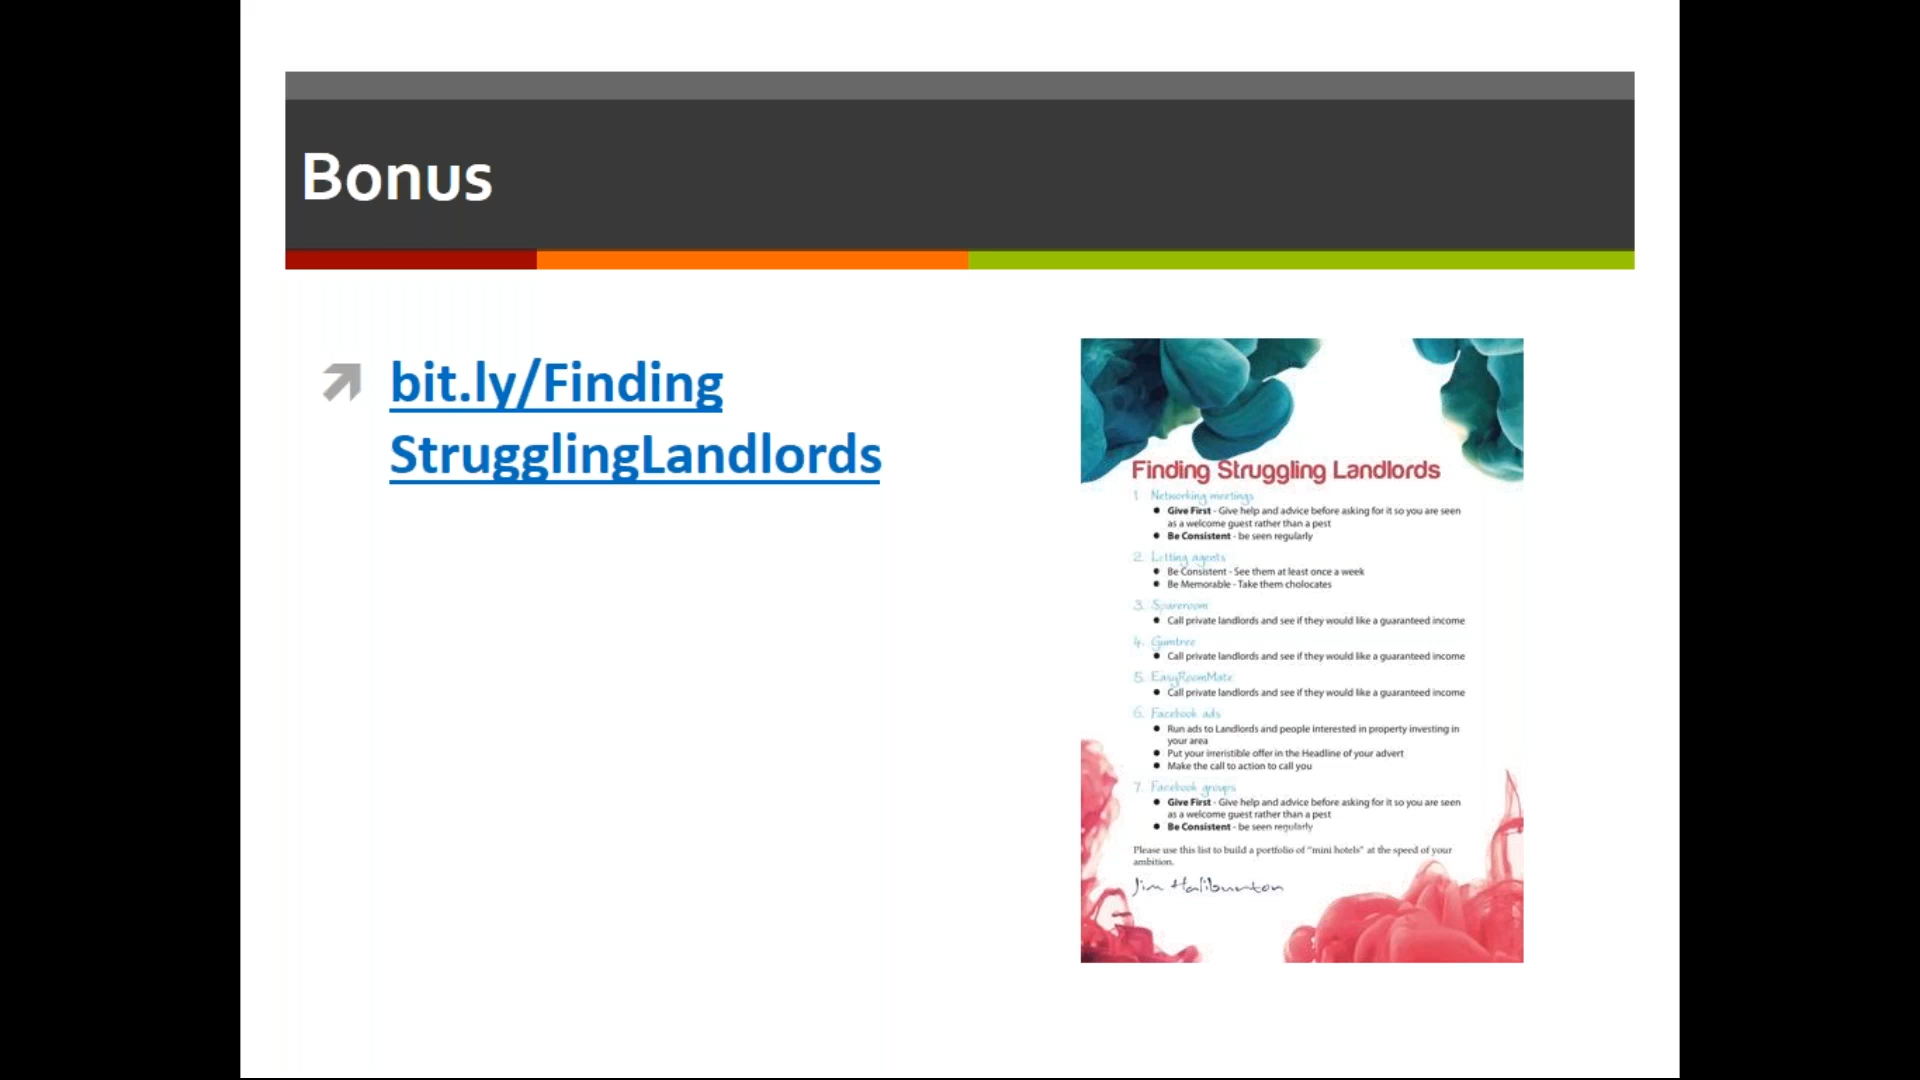 Bonus
bit.ly/Finding
StrugglingLandlords
Finding Struggling Landlords
1. Networking meetings
● Give First - Give help and advice before asking for it so you are seen
as a welcome guest rather than a pest
● Be Consistent - be seen regularly
2. Letting agents
● Be Consistent - See them at least once a week
● Be Memorable - Take them cholocates
3. Spareroom
● Call private landlords and see if they would like a guaranteed income
4. Gumtree
● Call private landlords and see if they would like a guaranteed income
5. EasyRoomMate
● Call private landlords and see if they would like a guaranteed income
6. Facebook ads
● Run ads to Landlords and people interested in property investing in
your area
● Put your irreristible offer in the Headline of your advert
● Make the call to action to call you
7. Facebook groups
● Give First - Give help and advice before asking for it so you are seen
as a welcome guest rather than a pest
● Be Consistent - be seen regularly
Please use this list to build a portfolio of "mini hotels" at the speed of your
ambition.
Jim Haliburton